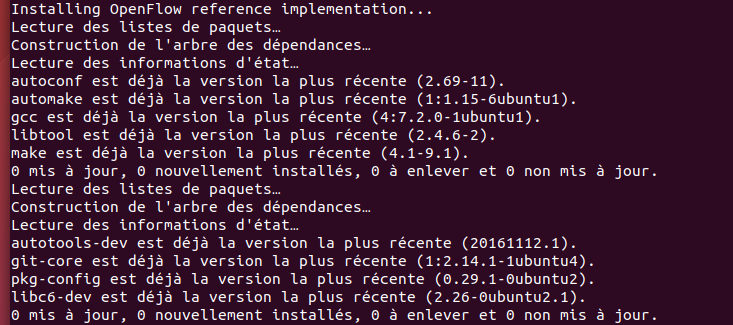 Installing OpenFlow reference implementation...
Lecture des listes de paquets…
Construction de l'arbre des dépendances…
Lecture des informations d'état…
autoconf est déjà la version la plus récente (2.69-11).
automake est déjà la version la plus récente (1:1.15-6ubuntu1).
gcc est déjà la version la plus récente (4:7.2.0-1ubuntu1).
libtool est déjà la version la plus récente (2.4.6-2).
make est déjà la version la plus récente (4.1-9.1).
0 mis à jour, 0 nouvellement installés, 0 à enlever et 0 non mis à jour.
Lecture des listes de paquets…
Construction de l'arbre des dépendances…
Lecture des informations d'état…
autotools-dev est déjà la version la plus récente (20161112.1).
git-core est déjà la version la plus récente (1:2.14.1-1ubuntu4).
pkg-config est déjà la version la plus récente (0.29.1-0ubuntu2).
libc6-dev est déjà la version la plus récente (2.26-0ubuntu2.1).
0 mis à jour, 0 nouvellement installés, 0 à enlever et 0 non mis à jour.